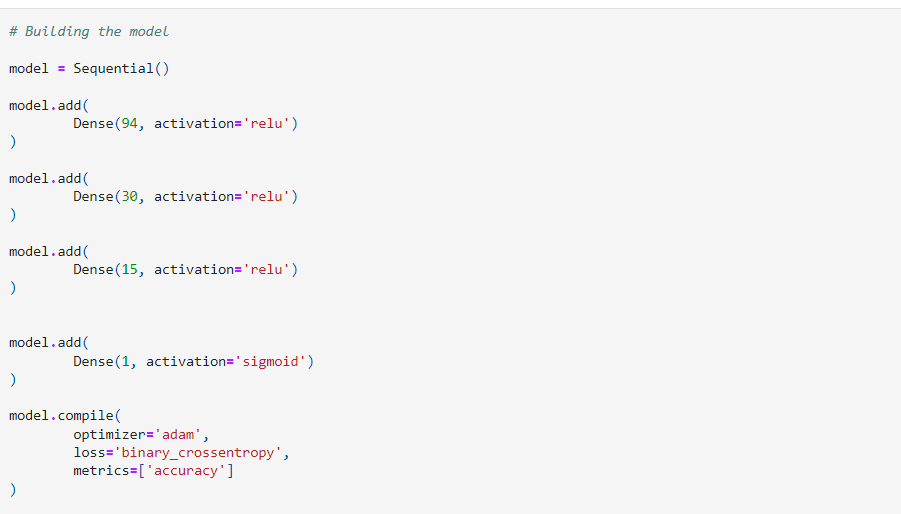 # Building the model
model = Sequential()
model.add(
        Dense(94, activation='relu')
)
model.add(
        Dense(30, activation='relu')
)
model.add(
        Dense(15, activation='relu')
)
model.add(
        Dense(1, activation='sigmoid')
)
model.compile(
        optimizer='adam',
        loss='binary_crossentropy',
        metrics=['accuracy']
)